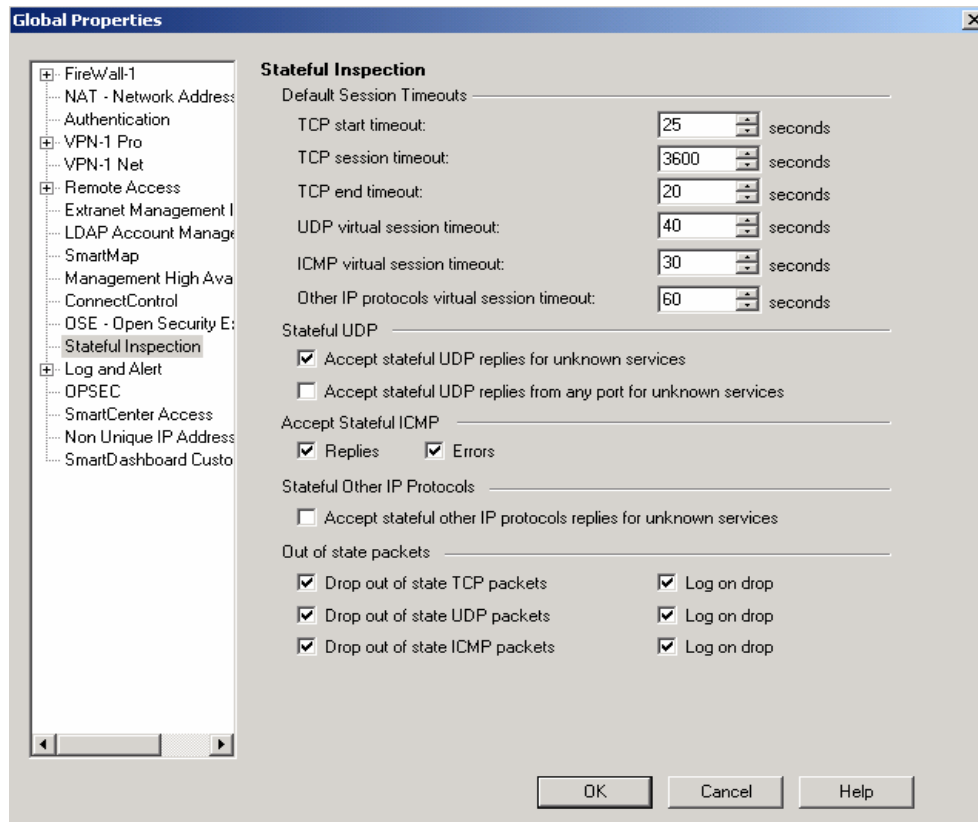 Global Properties
FireWall-1
NAT - Network Address
Authentication
VPN-1 Pro
VPN-1 Net
Remote Access
Extranet Management I
LDAP Account Manage
SmartMap
Management High Ava
ConnectControl
OSE - Open Security E
Stateful Inspection
Log and Alert
OPSEC
SmartCenter Access
Non Unique IP Address
SmartDashboard Custo
Stateful Inspection
Default Session Timeouts
TCP start timeout: 25 seconds
TCP session timeout: 3600 seconds
TCP end timeout: 20 seconds
UDP virtual session timeout: 40 seconds
ICMP virtual session timeout: 30 seconds
Other IP protocols virtual session timeout: 60 seconds
Stateful UDP
Accept stateful UDP replies for unknown services
Accept stateful UDP replies from any port for unknown services
Accept Stateful ICMP
Replies Errors
Stateful Other IP Protocols
Accept stateful other IP protocols replies for unknown services
Out of state packets
Drop out of state TCP packets Log on drop
Drop out of state UDP packets Log on drop
Drop out of state ICMP packets Log on drop
OK Cancel Help